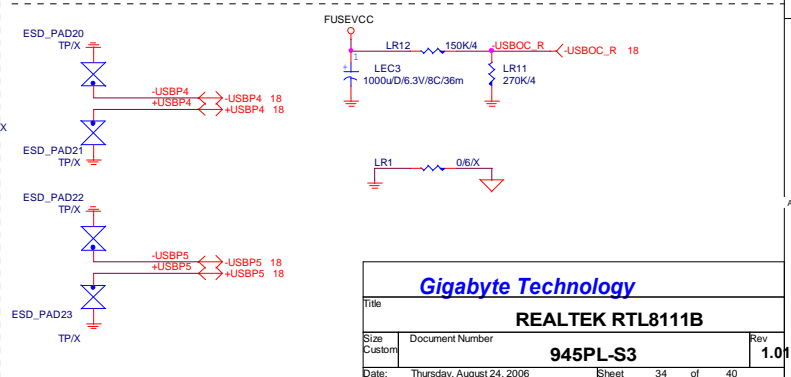 ESD_PAD20
TP/X
-USBP4
+USBP4
-USBP4 18
+USBP4 18
X
ESD_PAD21
TP/X
ESD_PAD22
TP/X
-USBP5
+USBP5
-USBP5 18
+USBP5 18
ESD_PAD23
TP/X
FUSEVCC
LR12 150K/4
-USBOC_R
-USBOC_R 18
1
+
LEC3
1000u/D/6.3V/8C/36m
LR11
270K/4
LR1 0/6/X
A
Gigabyte Technology
Title
REALTEK RTL8111B
Size
Custom
Document Number
945PL-S3
Rev
1.01
Date: Thursday, August 24, 2006
Sheet 34 of 40